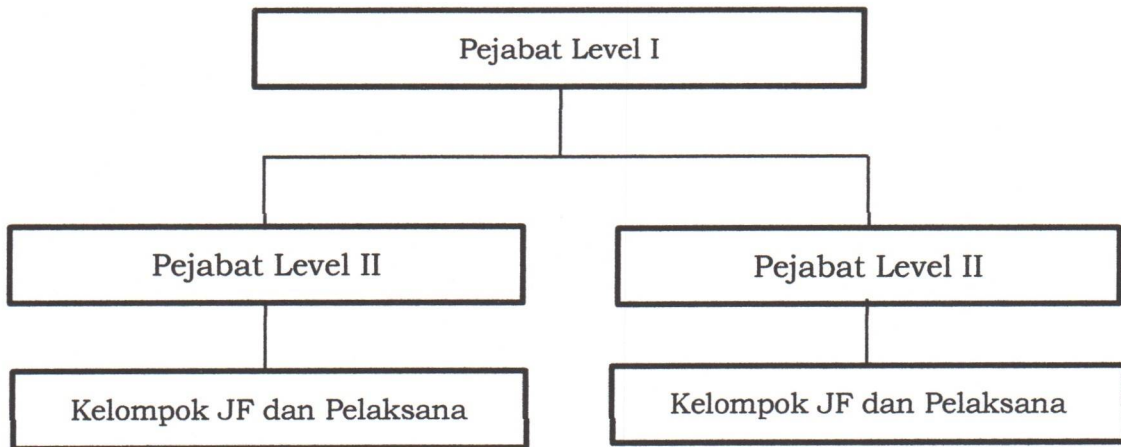 Pejabat Level I
Pejabat Level II
Pejabat Level II
Kelompok JF dan Pelaksana
Kelompok JF dan Pelaksana